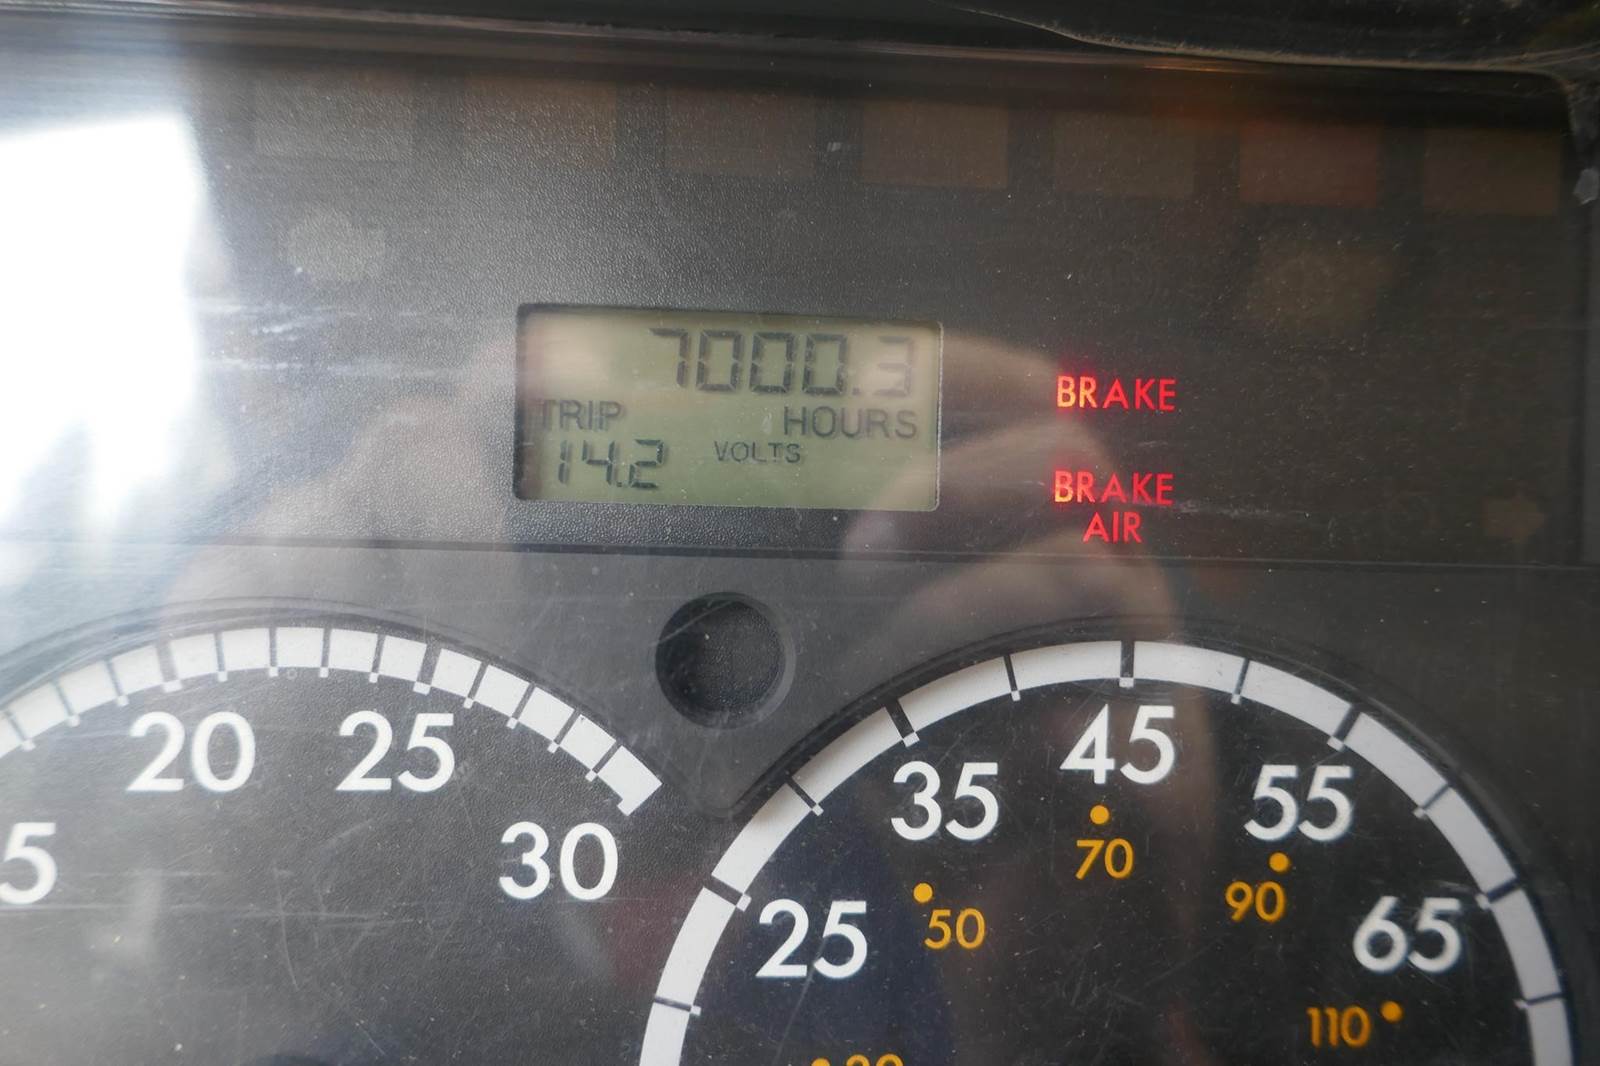 7000.3
TRIP HOURS
14.2 VOLTS
BRAKE
BRAKE
AIR
5 20 25 30
25 35 45 55 65
30 50 70 90 110